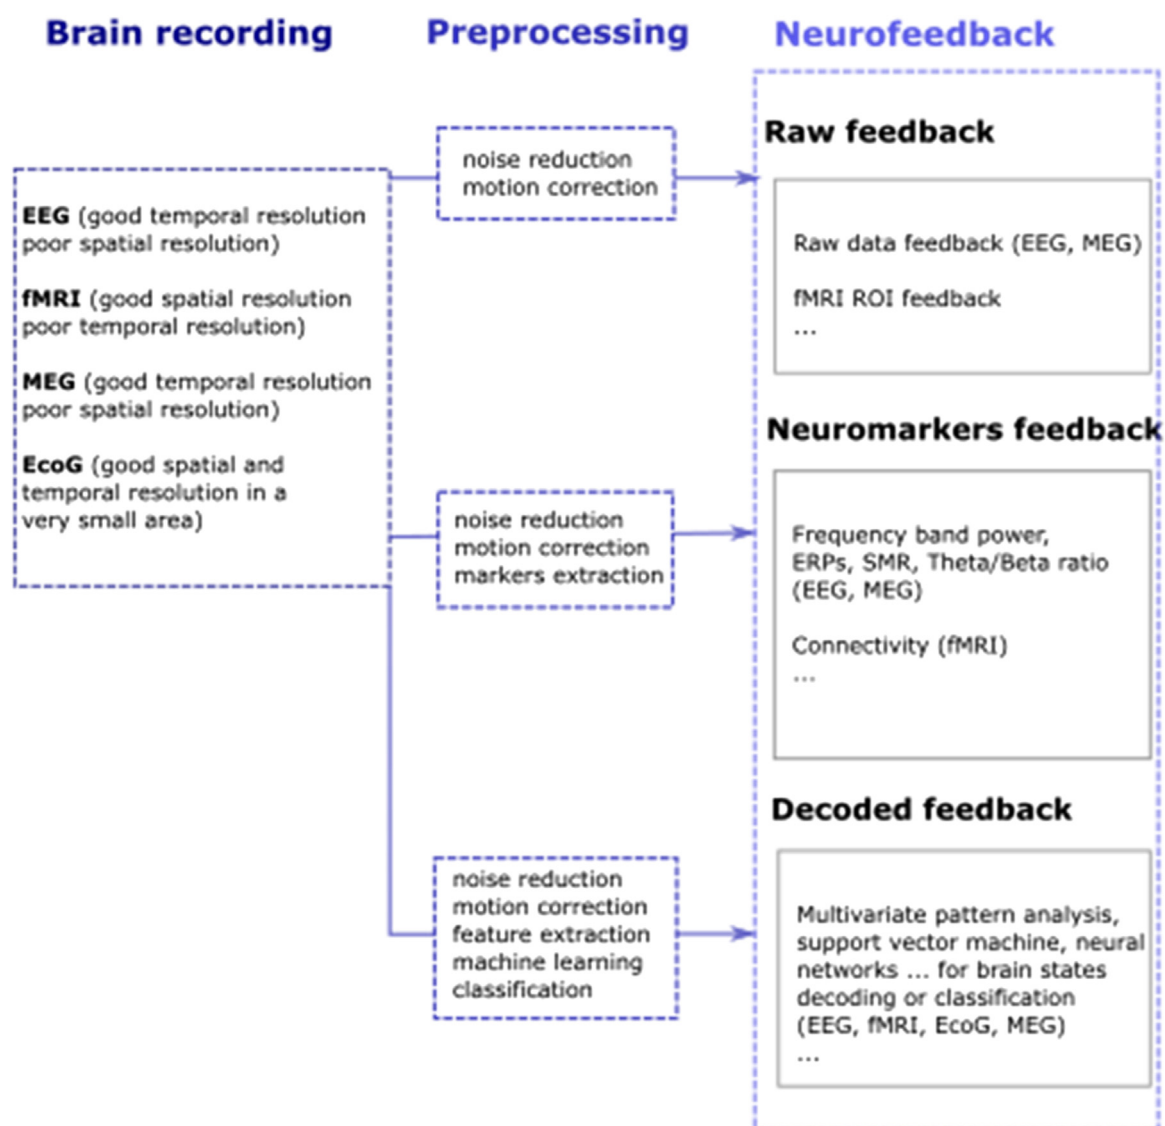 Brain recording
Preprocessing
Neurofeedback
EEG (good temporal resolution
poor spatial resolution)
fMRI (good spatial resolution
poor temporal resolution)
MEG (good temporal resolution
poor spatial resolution)
EcoG (good spatial and
temporal resolution in a
very small area)
noise reduction
motion correction
noise reduction
motion correction
markers extraction
noise reduction
motion correction
feature extraction
machine learning
classification
Raw feedback
Raw data feedback (EEG, MEG)
fMRI ROI feedback
...
Neuromarkers feedback
Frequency band power,
ERPs, SMR, Theta/Beta ratio
(EEG, MEG)
Connectivity (fMRI)
...
Decoded feedback
Multivariate pattern analysis,
support vector machine, neural
networks ... for brain states
decoding or classification
(EEG, fMRI, EcoG, MEG)
...